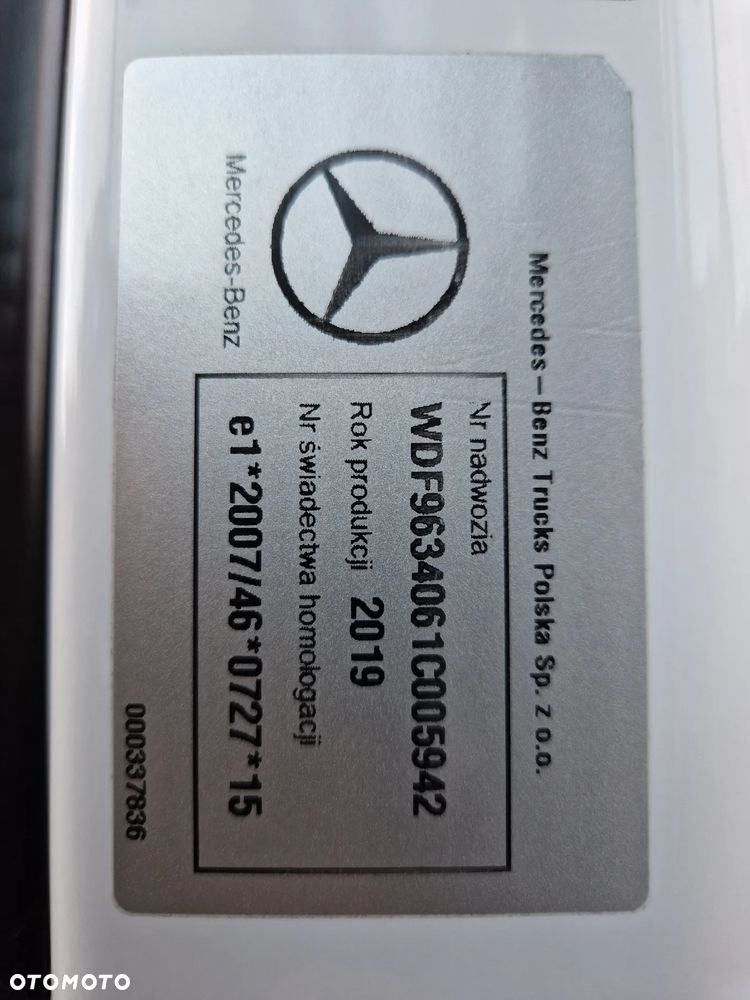 Mercedes-Benz Trucks Polska Sp. z o.o.
Mercedes-Benz
Nr nadwozia
WDF9634061C005942
Rok produkcji 2019
Nr świadectwa homologacji
e1*2007/46*0727*15
000337836
OTOMOTO